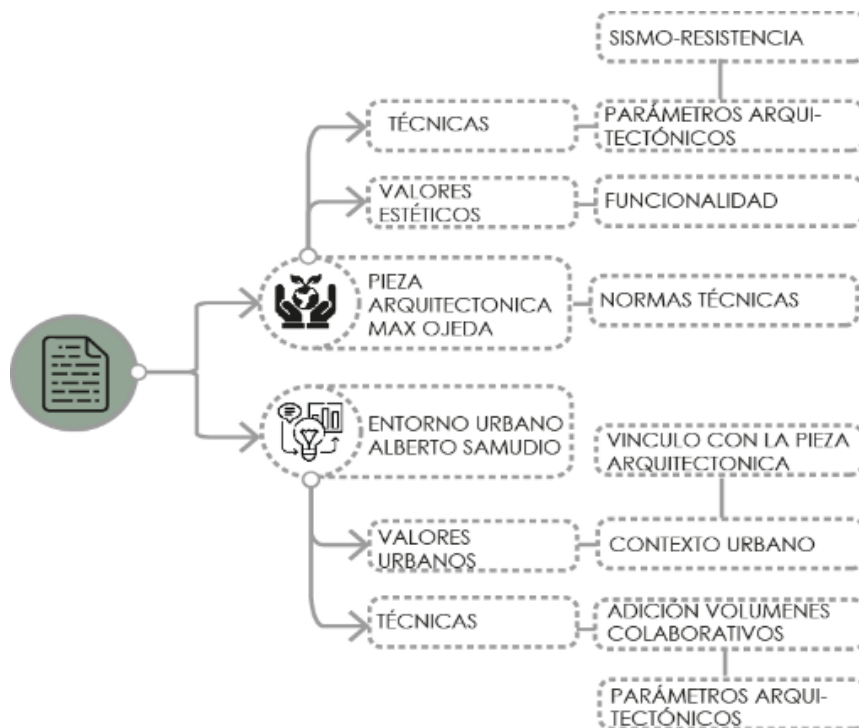 SISMO-RESISTENCIA
TÉCNICAS
PARÁMETROS ARQUI-
TECTÓNICOS
VALORES
ESTÉTICOS
FUNCIONALIDAD
PIEZA
ARQUITECTONICA
MAX OJEDA
NORMAS TÉCNICAS
ENTORNO URBANO
ALBERTO SAMUDIO
VINCULO CON LA PIEZA
ARQUITECTONICA
VALORES
URBANOS
CONTEXTO URBANO
TÉCNICAS
ADICIÓN VOLUMENES
COLABORATIVOS
PARÁMETROS ARQUI-
TECTÓNICOS